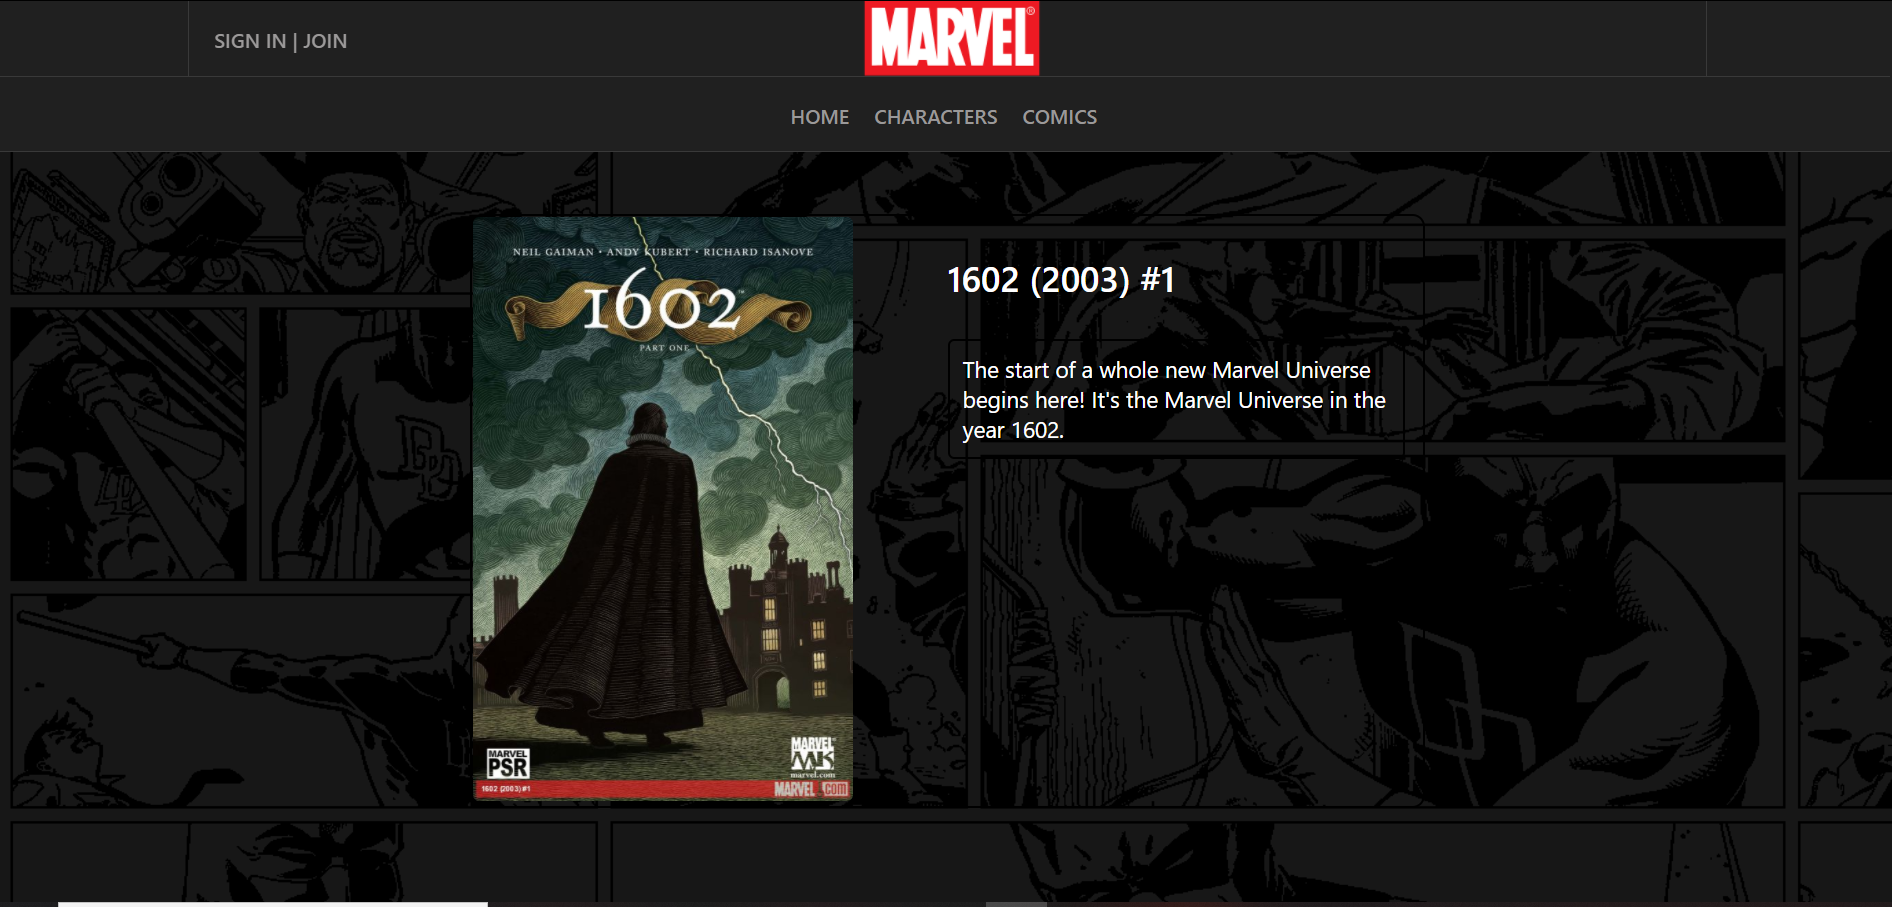 SIGN IN | JOIN
MARVEL®
HOME CHARACTERS COMICS
NEIL GAIMAN · ANDY KUBERT · RICHARD ISANOVE
1602™
PART ONE
MARVEL
PSR
MARVEL
MK
marvel.com
1602 (2003) #1
MARVEL.COM
1602 (2003) #1
The start of a whole new Marvel Universe
begins here! It's the Marvel Universe in the
year 1602.